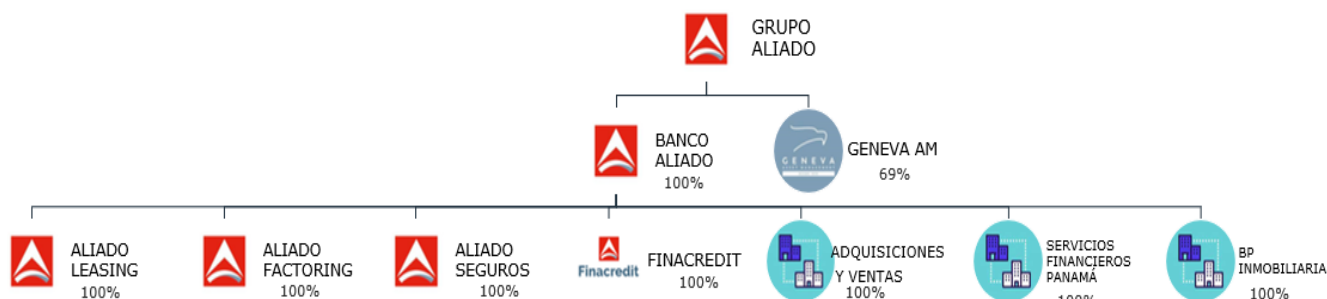 GRUPO
ALIADO
BANCO
ALIADO
100%
GENEVA
GENEVA AM
69%
ALIADO
LEASING
100%
ALIADO
FACTORING
100%
ALIADO
SEGUROS
100%
Finacredit
FINACREDIT
100%
ADQUISICIONES
Y VENTAS
100%
SERVICIOS
FINANCIEROS
PANAMÁ
100%
BP
INMOBILIARIA
100%